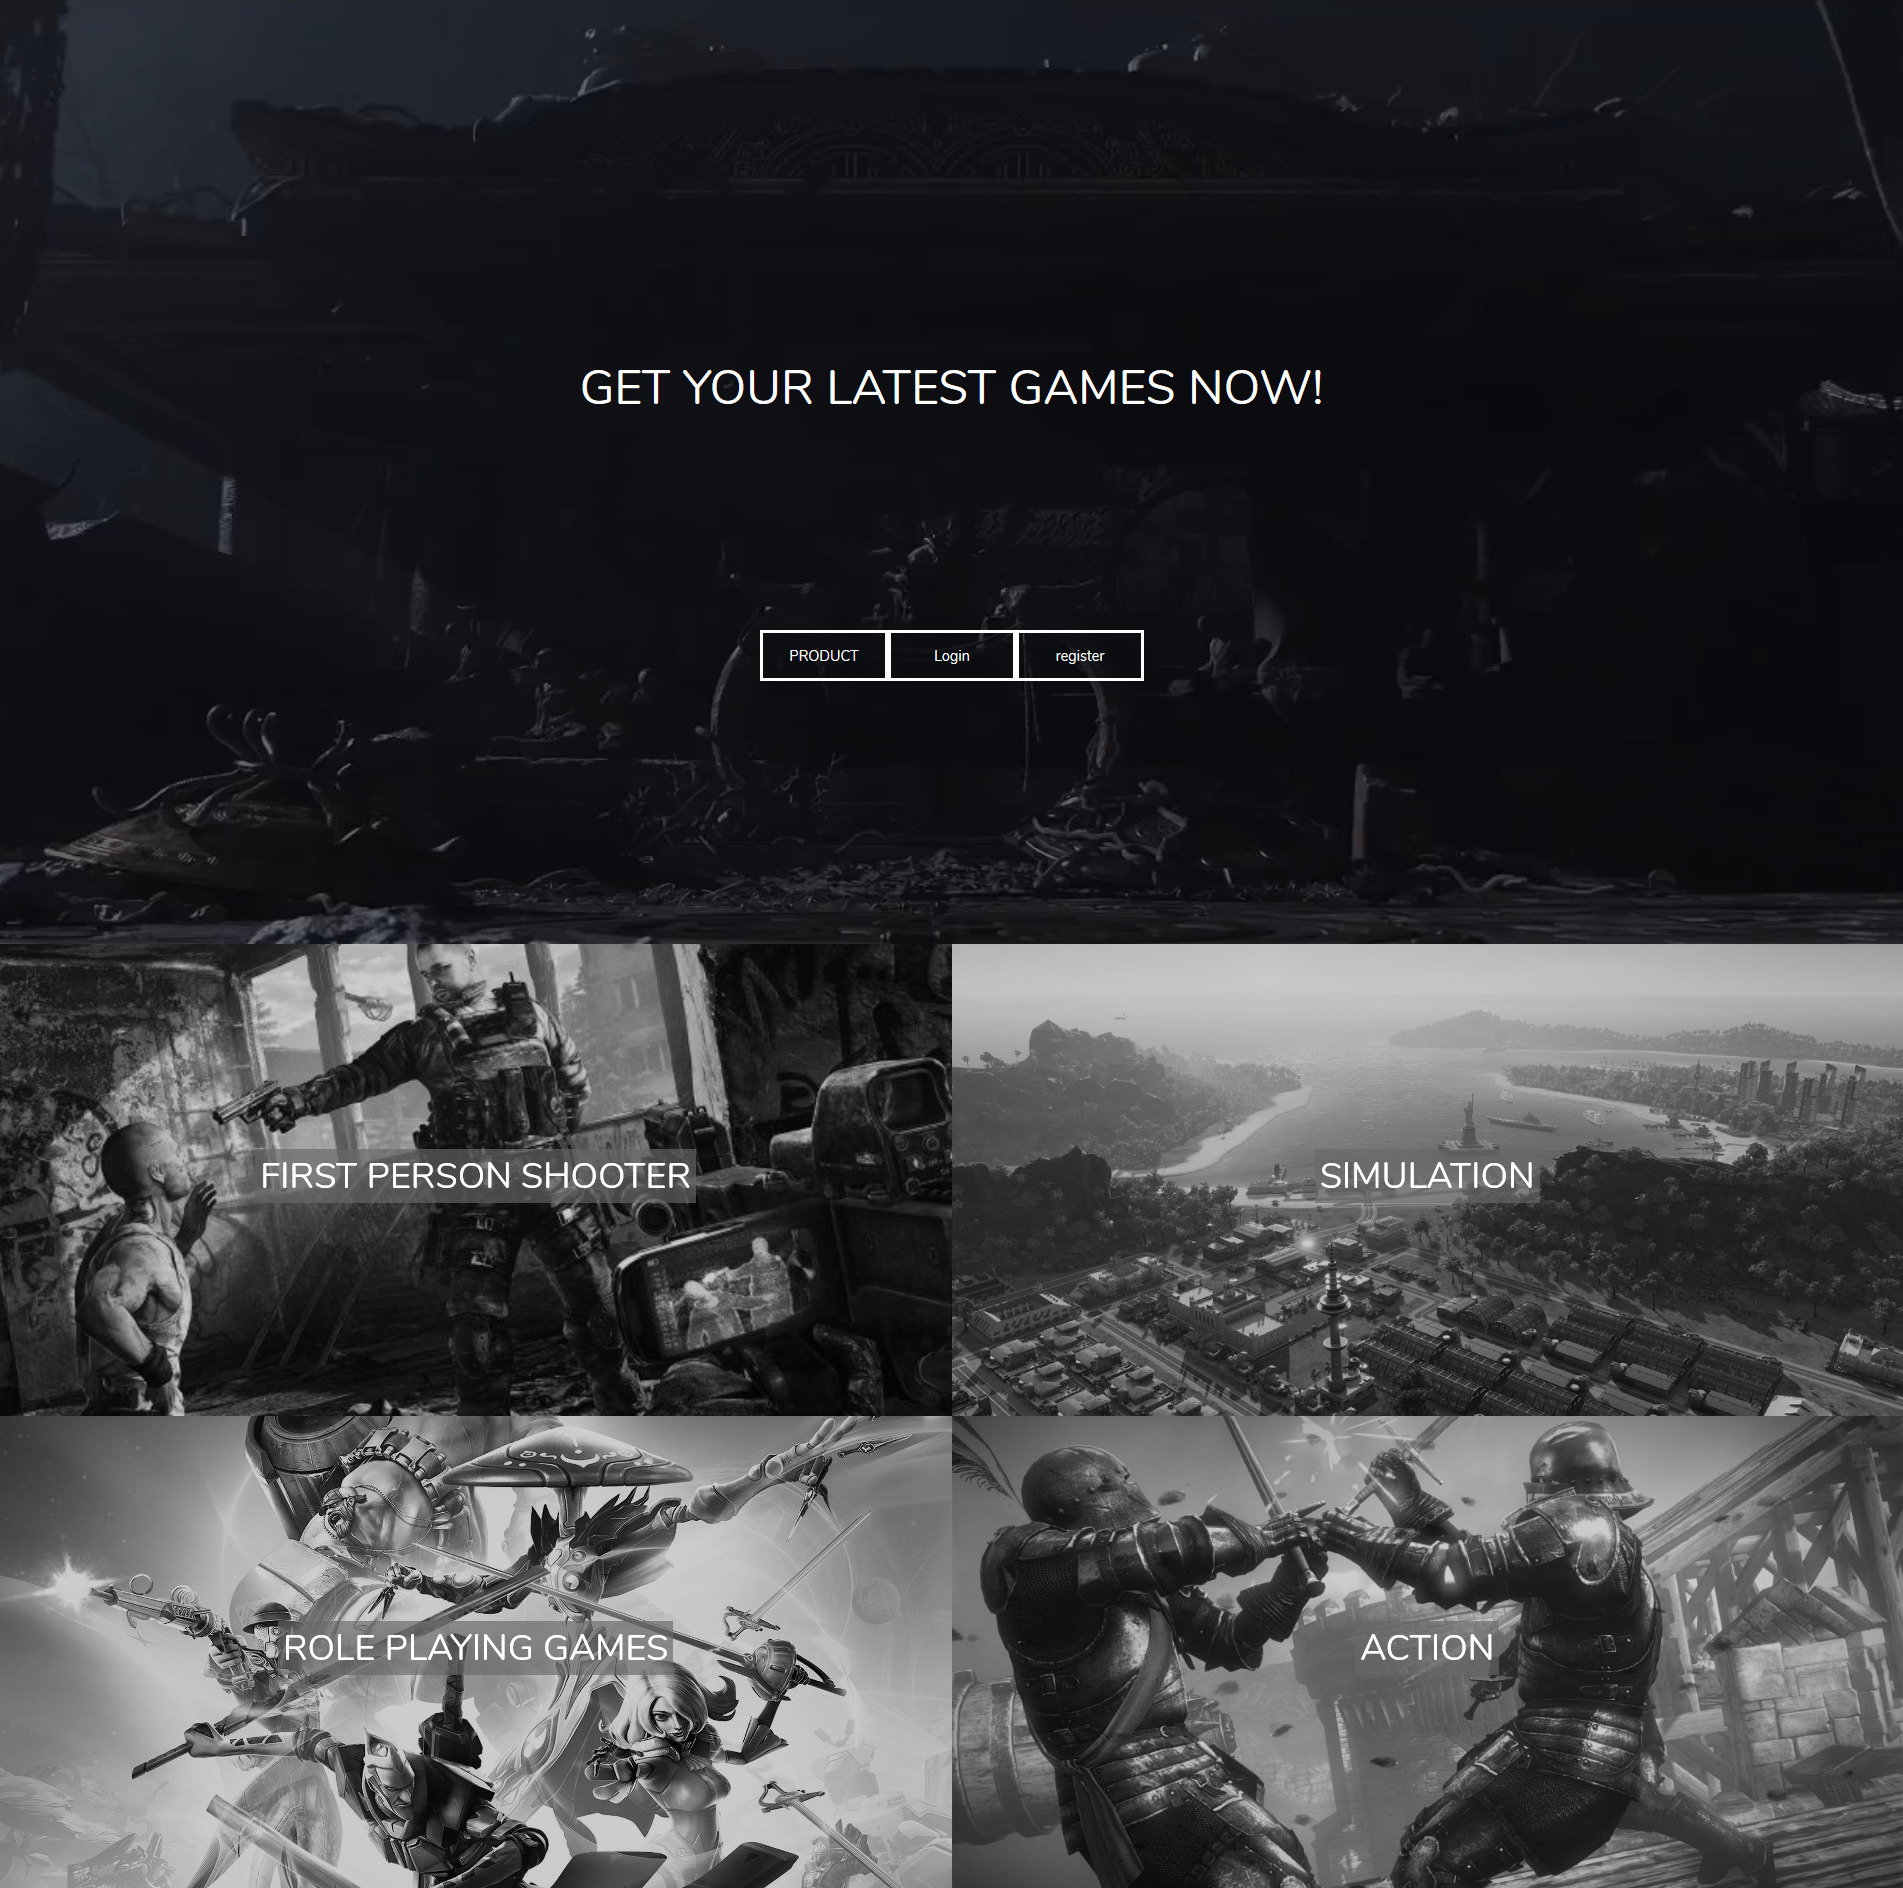 GET YOUR LATEST GAMES NOW!
PRODUCT
Login
register
FIRST PERSON SHOOTER
SIMULATION
ROLE PLAYING GAMES
ACTION